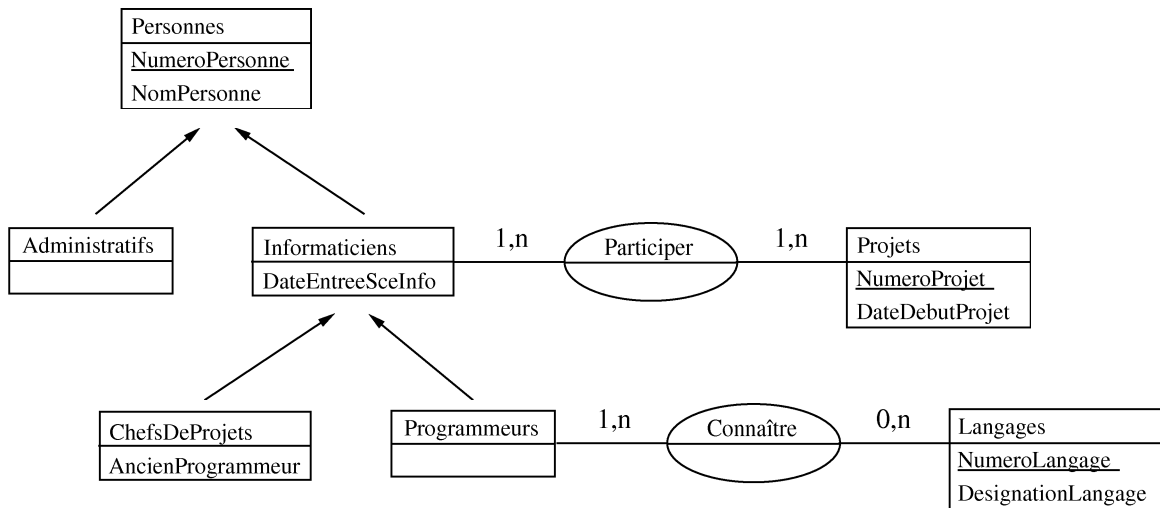 Personnes
NumeroPersonne
NomPersonne
Administratifs
Informaticiens
DateEntreeSceInfo
1,n
Participer
1,n
Projets
NumeroProjet
DateDebutProjet
ChefsDeProjets
AncienProgrammeur
Programmeurs
1,n
Connaître
0,n
Langages
NumeroLangage
DesignationLangage